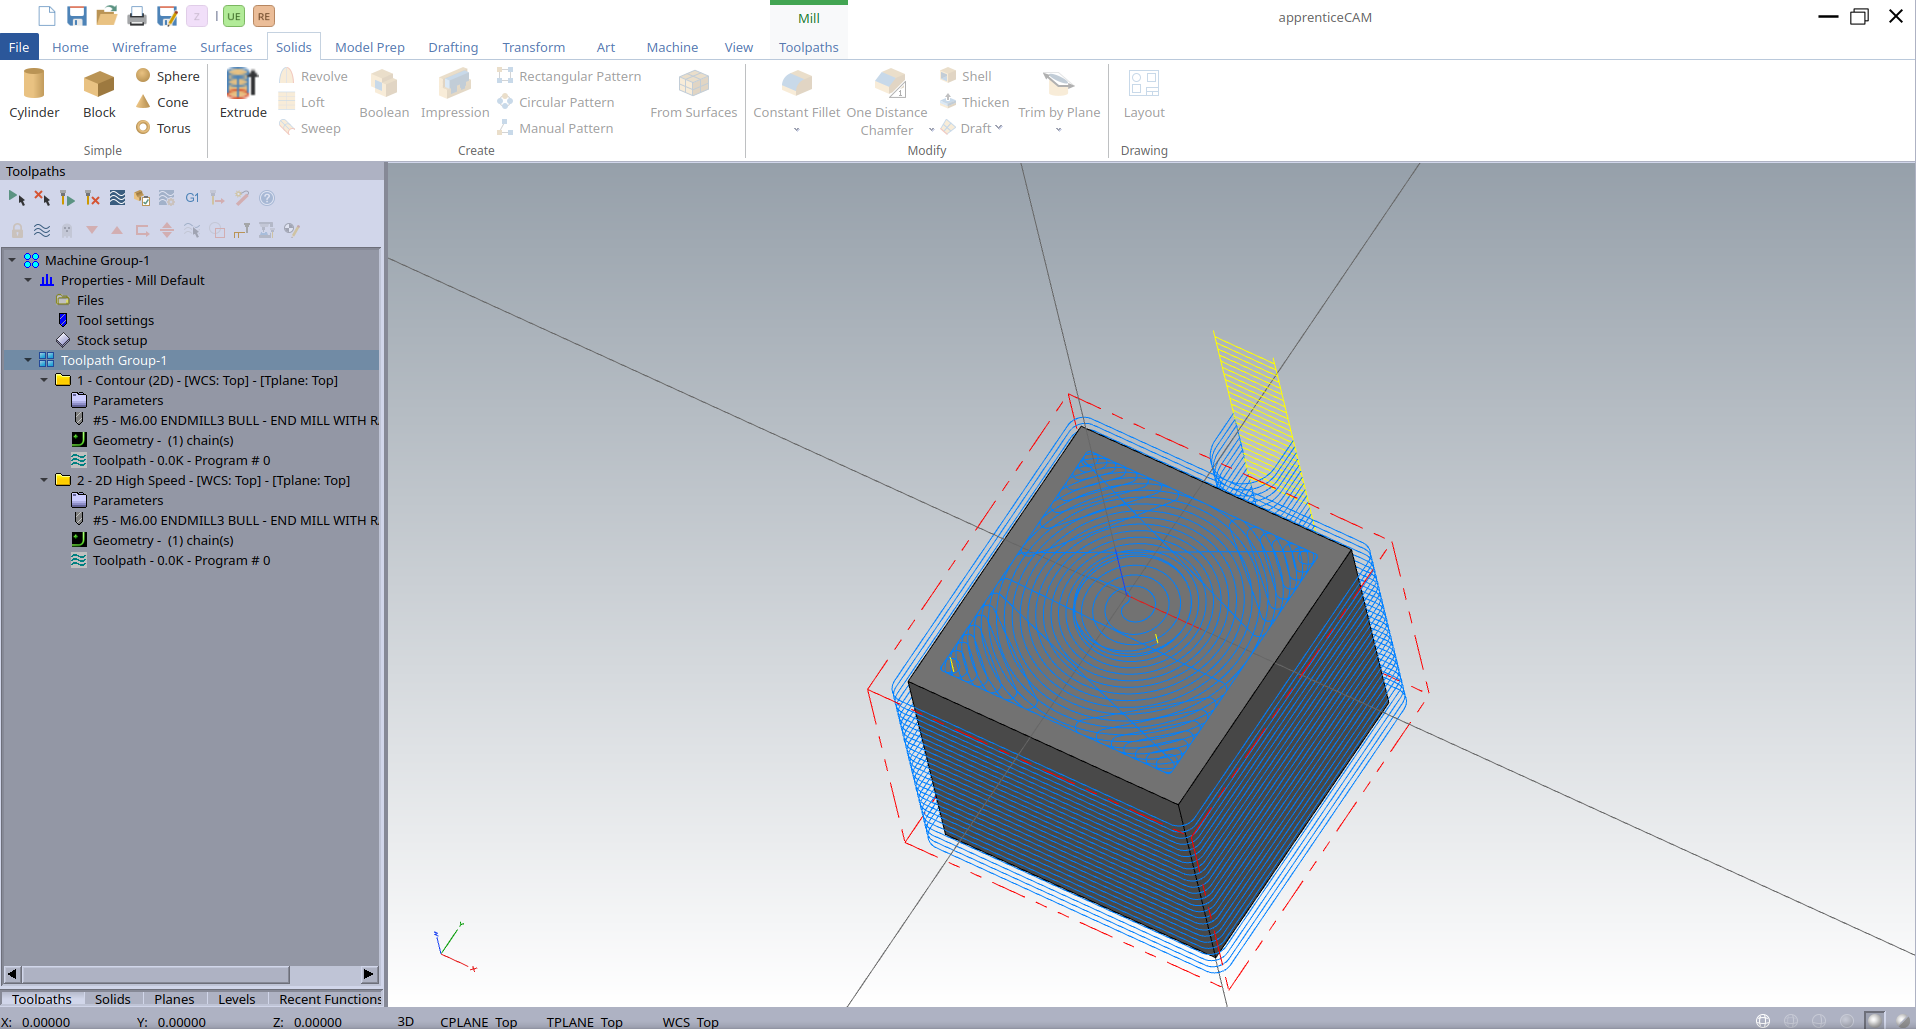 Z UE RE Mill apprenticeCAM
File Home Wireframe Surfaces Solids Model Prep Drafting Transform Art Machine View Toolpaths
Cylinder
Block
Sphere
Cone
Torus
Simple
Extrude
Revolve
Loft
Sweep
Boolean
Impression
Rectangular Pattern
Circular Pattern
Manual Pattern
From Surfaces
Create
Constant Fillet
One Distance
Chamfer
Shell
Thicken
Draft
Trim by Plane
Modify
Layout
Drawing
Toolpaths
G1
Machine Group-1
Properties - Mill Default
Files
Tool settings
Stock setup
Toolpath Group-1
1 - Contour (2D) - [WCS: Top] - [Tplane: Top]
Parameters
#5 - M6.00 ENDMILL3 BULL - END MILL WITH R
Geometry - (1) chain(s)
Toolpath - 0.0K - Program # 0
2 - 2D High Speed - [WCS: Top] - [Tplane: Top]
Parameters
#5 - M6.00 ENDMILL3 BULL - END MILL WITH R
Geometry - (1) chain(s)
Toolpath - 0.0K - Program # 0
Toolpaths Solids Planes Levels Recent Functions
X: 0.00000 Y: 0.00000 Z: 0.00000 3D CPLANE Top TPLANE Top WCS Top